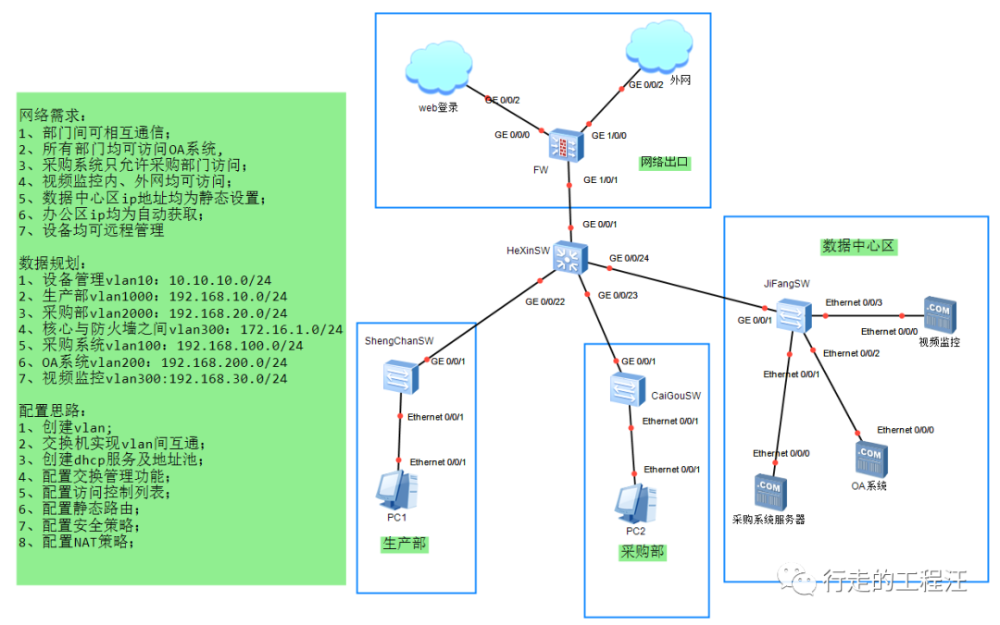 网络需求：
1、部门间可相互通信；
2、所有部门均可访问OA系统,
3、采购系统只允许采购部门访问；
4、视频监控内、外网均可访问；
5、数据中心区ip地址均为静态设置；
6、办公区ip均为自动获取；
7、设备均可远程管理
数据规划：
1、设备管理vlan10：10.10.10.0/24
2、生产部vlan1000：192.168.10.0/24
3、采购部vlan2000：192.168.20.0/24
4、核心与防火墙之间vlan300：172.16.1.0/24
5、采购系统vlan100：192.168.100.0/24
6、OA系统vlan200：192.168.200.0/24
7、视频监控vlan300:192.168.30.0/24
配置思路：
1、创建vlan;
2、交换机实现vlan间互通；
3、创建dhcp服务及地址池；
4、配置交换管理功能；
5、配置访问控制列表；
6、配置静态路由；
7、配置安全策略；
8、配置NAT策略；
web登录
GE 0/0/2
外网
GE 0/0/2
GE 0/0/0
GE 1/0/0
FW
网络出口
GE 1/0/1
GE 0/0/1
HeXinSW
GE 0/0/24
GE 0/0/22
GE 0/0/23
数据中心区
JiFangSW
GE 0/0/1
Ethernet 0/0/3
Ethernet 0/0/0
视频监控
Ethernet 0/0/2
Ethernet 0/0/1
Ethernet 0/0/0
OA系统
Ethernet 0/0/0
采购系统服务器
ShengChanSW
GE 0/0/1
Ethernet 0/0/1
Ethernet 0/0/1
PC1
生产部
GE 0/0/1
CaiGouSW
Ethernet 0/0/1
Ethernet 0/0/1
PC2
采购部
.COM
.COM
.COM
行走的工程汪